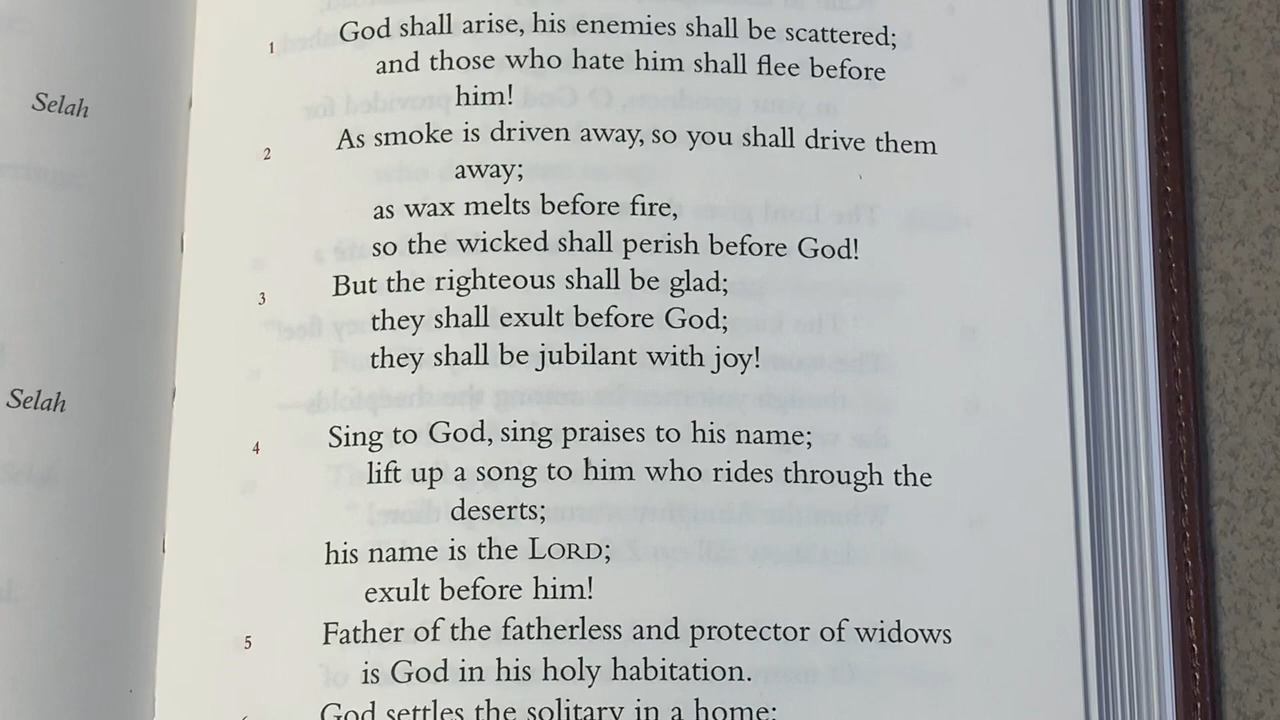 Selah
Selah
1 God shall arise, his enemies shall be scattered;
and those who hate him shall flee before
him!
2 As smoke is driven away, so you shall drive them
away;
as wax melts before fire,
so the wicked shall perish before God!
3 But the righteous shall be glad;
they shall exult before God;
they shall be jubilant with joy!
4 Sing to God, sing praises to his name;
lift up a song to him who rides through the
deserts;
his name is the LORD;
exult before him!
5 Father of the fatherless and protector of widows
is God in his holy habitation.
God settles the solitary in a home;